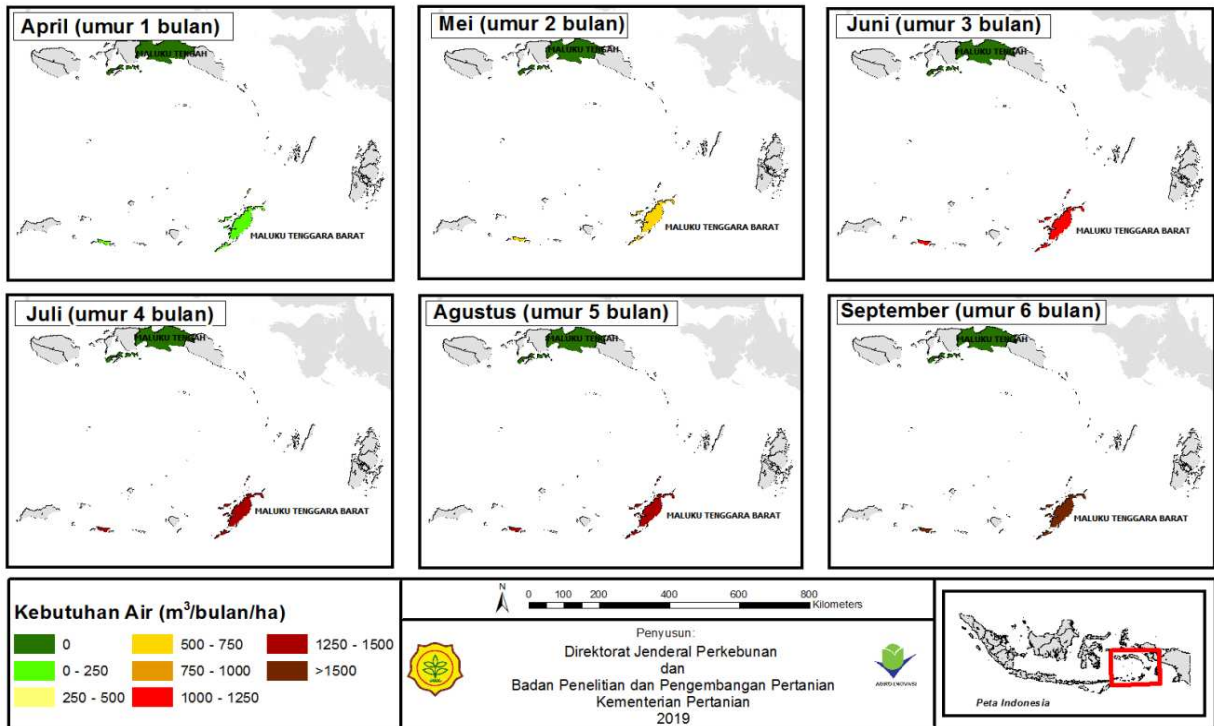 April (umur 1 bulan)
MALUKU TENGAH
MALUKU TENGGARA BARAT
Mei (umur 2 bulan)
MALUKU TENGAH
MALUKU TENGGARA BARAT
Juni (umur 3 bulan)
MALUKU TENGAH
MALUKU TENGGARA BARAT
Juli (umur 4 bulan)
MALUKU TENGAH
MALUKU TENGGARA BARAT
Agustus (umur 5 bulan)
MALUKU TENGAH
MALUKU TENGGARA BARAT
September (umur 6 bulan)
MALUKU TENGAH
MALUKU TENGGARA BARAT
Kebutuhan Air (m³/bulan/ha)
0
0 - 250
250 - 500
500 - 750
750 - 1000
1000 - 1250
1250 - 1500
>1500
N
0 100 200 400 600 800
Kilometers
Penyusun:
Direktorat Jenderal Perkebunan
dan
Badan Penelitian dan Pengembangan Pertanian
Kementerian Pertanian
2019
Peta Indonesia